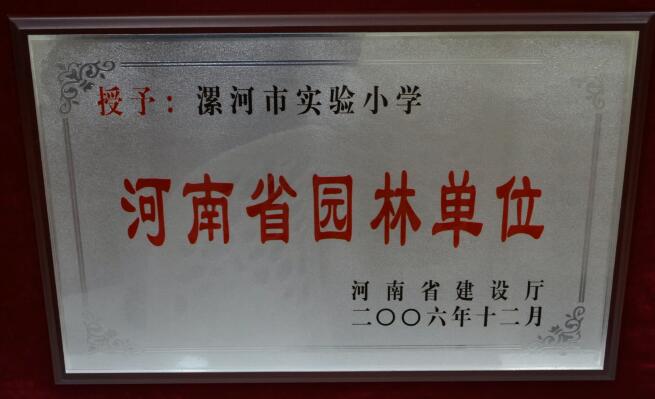 授予：漯河市实验小学
河南省园林单位
河南省建设厅
二〇〇六年十二月